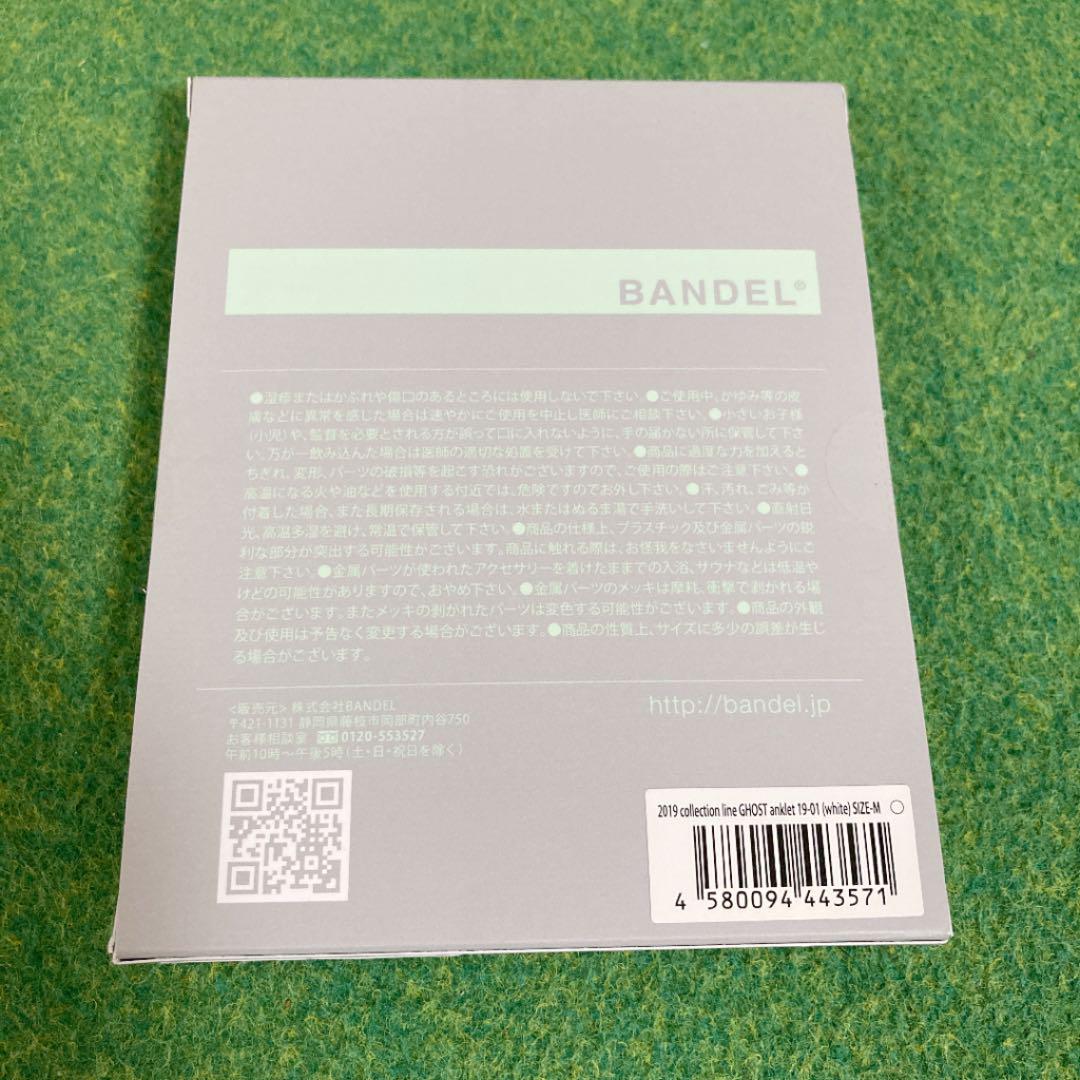 BANDEL®
●湿疹またはかぶれや傷口のあるところには使用しないで下さい。●ご使用中、かゆみ等の皮
膚などに異常を感じた場合は速やかにご使用を中止し医師にご相談下さい。●小さいお子様
(小児)や、監督を必要とされる方が誤って口に入れないように、手の届かない所に保管して下さ
い。万が一飲み込んだ場合は医師の適切な処置を受けて下さい。●商品に過度な力を加えると
ちぎれ、変形、パーツの破損等を起こす恐れがございますので、ご使用の際はご注意下さい。●
高温になる火や油などを使用する付近では、危険ですのでお外し下さい。●汗、汚れ、ごみ等が
付着した場合、また長期保存される場合は、水またはぬるま湯で手洗いして下さい。●直射日
光、高温多湿を避け、常温で保管して下さい。●商品の仕様上、プラスチック及び金属パーツの鋭
利な部分が突出する可能性がございます。商品に触れる際は、お怪我をなさいませんようにご
注意下さい。●金属パーツが使われたアクセサリーを着けたままでの入浴、サウナなどは低温や
けどの可能性がありますので、おやめ下さい。●金属パーツのメッキは摩耗、衝撃で剥がれる場
合がございます。またメッキの剥がれたパーツは変色する可能性がございます。●商品の外観
及び使用は予告なく変更する場合がございます。●商品の性質上、サイズに多少の誤差が生じ
る場合がございます。
<販売元> 株式会社BANDEL
〒421-1131 静岡県藤枝市岡部町内谷750
お客様相談室 0120-553527
午前10時～午後5時(土・日・祝日を除く)
http://bandel.jp
2019 collection line GHOST anklet 19-01 (white) SIZE-M
4 580094 443571